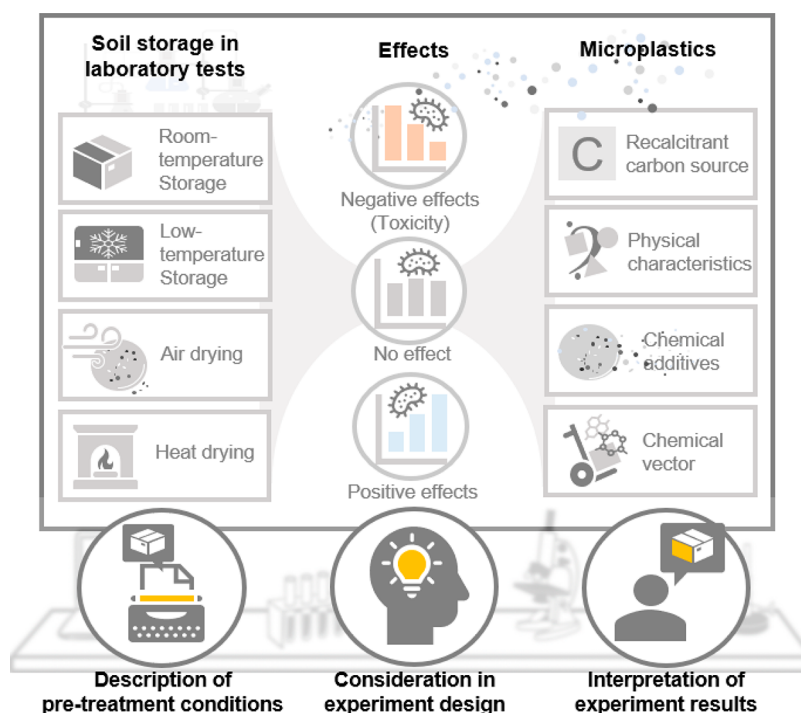 Soil storage in
laboratory tests
Room-
temperature
Storage
Low-
temperature
Storage
Air drying
Heat drying
Effects
Negative effects
(Toxicity)
No effect
Positive effects
Microplastics
C
Recalcitrant
carbon source
Physical
characteristics
Chemical
additives
Chemical
vector
Description of
pre-treatment conditions
Consideration in
experiment design
Interpretation of
experiment results